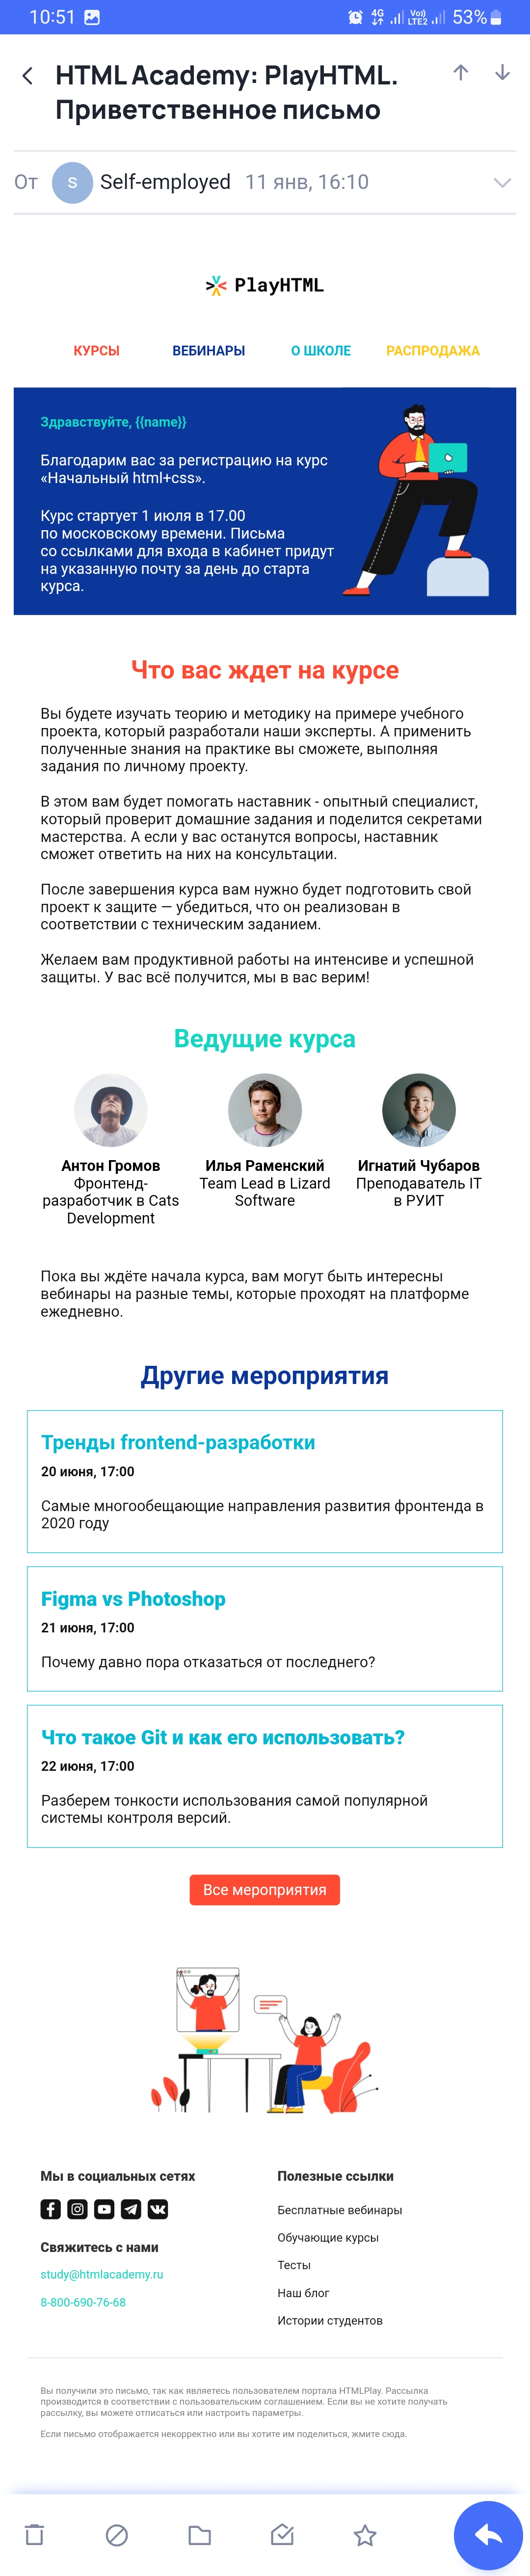 10:51
4G
Vo))
LTE2
53%
HTML Academy: PlayHTML.
Приветственное письмо
От
S
Self-employed
11 янв, 16:10
PlayHTML
КУРСЫ
ВЕБИНАРЫ
О ШКОЛЕ
РАСПРОДАЖА
Здравствуйте, {{name}}
Благодарим вас за регистрацию на курс
«Начальный html+css».
Курс стартует 1 июля в 17.00
по московскому времени. Письма
со ссылками для входа в кабинет придут
на указанную почту за день до старта
курса.
Что вас ждет на курсе
Вы будете изучать теорию и методику на примере учебного
проекта, который разработали наши эксперты. А применить
полученные знания на практике вы сможете, выполняя
задания по личному проекту.
В этом вам будет помогать наставник - опытный специалист,
который проверит домашние задания и поделится секретами
мастерства. А если у вас останутся вопросы, наставник
сможет ответить на них на консультации.
После завершения курса вам нужно будет подготовить свой
проект к защите — убедиться, что он реализован в
соответствии с техническим заданием.
Желаем вам продуктивной работы на интенсиве и успешной
защиты. У вас всё получится, мы в вас верим!
Ведущие курса
Антон Громов
Фронтенд-
разработчик в Cats
Development
Илья Раменский
Team Lead в Lizard
Software
Игнатий Чубаров
Преподаватель IT
в РУИТ
Пока вы ждёте начала курса, вам могут быть интересны
вебинары на разные темы, которые проходят на платформе
ежедневно.
Другие мероприятия
Тренды frontend-разработки
20 июня, 17:00
Самые многообещающие направления развития фронтенда в
2020 году
Figma vs Photoshop
21 июня, 17:00
Почему давно пора отказаться от последнего?
Что такое Git и как его использовать?
22 июня, 17:00
Разберем тонкости использования самой популярной
системы контроля версий.
Все мероприятия
Мы в социальных сетях
Свяжитесь с нами
study@htmlacademy.ru
8-800-690-76-68
Полезные ссылки
Бесплатные вебинары
Обучающие курсы
Тесты
Наш блог
Истории студентов
Вы получили это письмо, так как являетесь пользователем портала HTMLPlay. Рассылка
производится в соответствии с пользовательским соглашением. Если вы не хотите получать
рассылку, вы можете отписаться или настроить параметры.
Если письмо отображается некорректно или вы хотите им поделиться, жмите сюда.